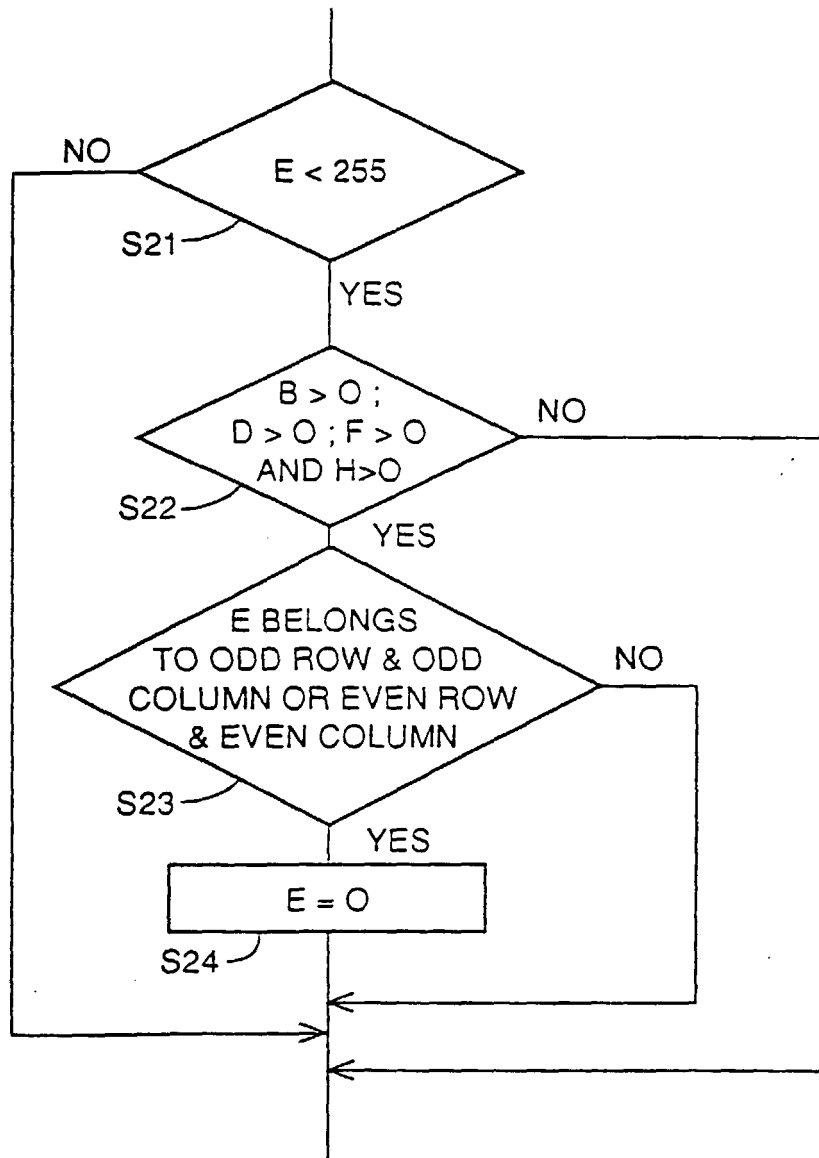 NO
E < 255
S21
YES
B > O ;
D > O ; F > O
AND H>O
NO
S22
YES
E BELONGS
TO ODD ROW & ODD
COLUMN OR EVEN ROW
& EVEN COLUMN
NO
S23
YES
E = O
S24